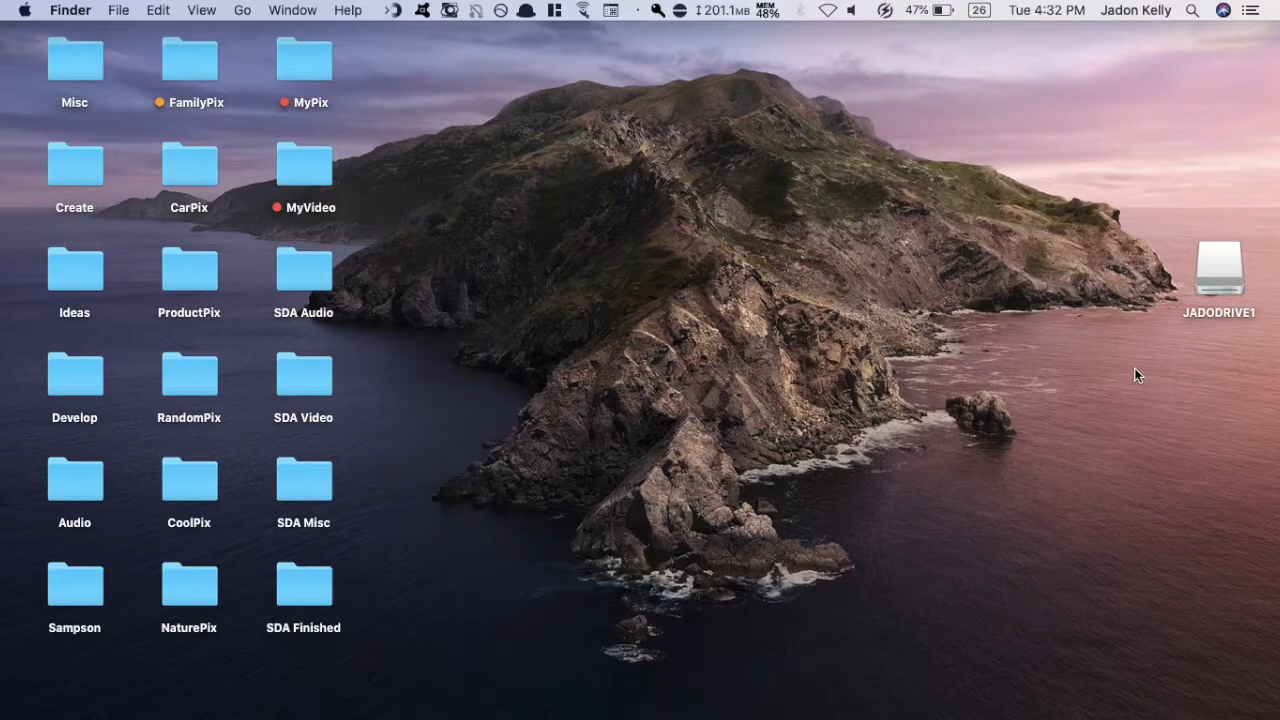 Finder File Edit View Go Window Help 201.1MB MEM 48% 47% 26 Tue 4:32 PM Jadon Kelly
Misc FamilyPix MyPix
Create CarPix MyVideo
Ideas ProductPix SDA Audio JADODRIVE1
Develop RandomPix SDA Video
Audio CoolPix SDA Misc
Sampson NaturePix SDA Finished